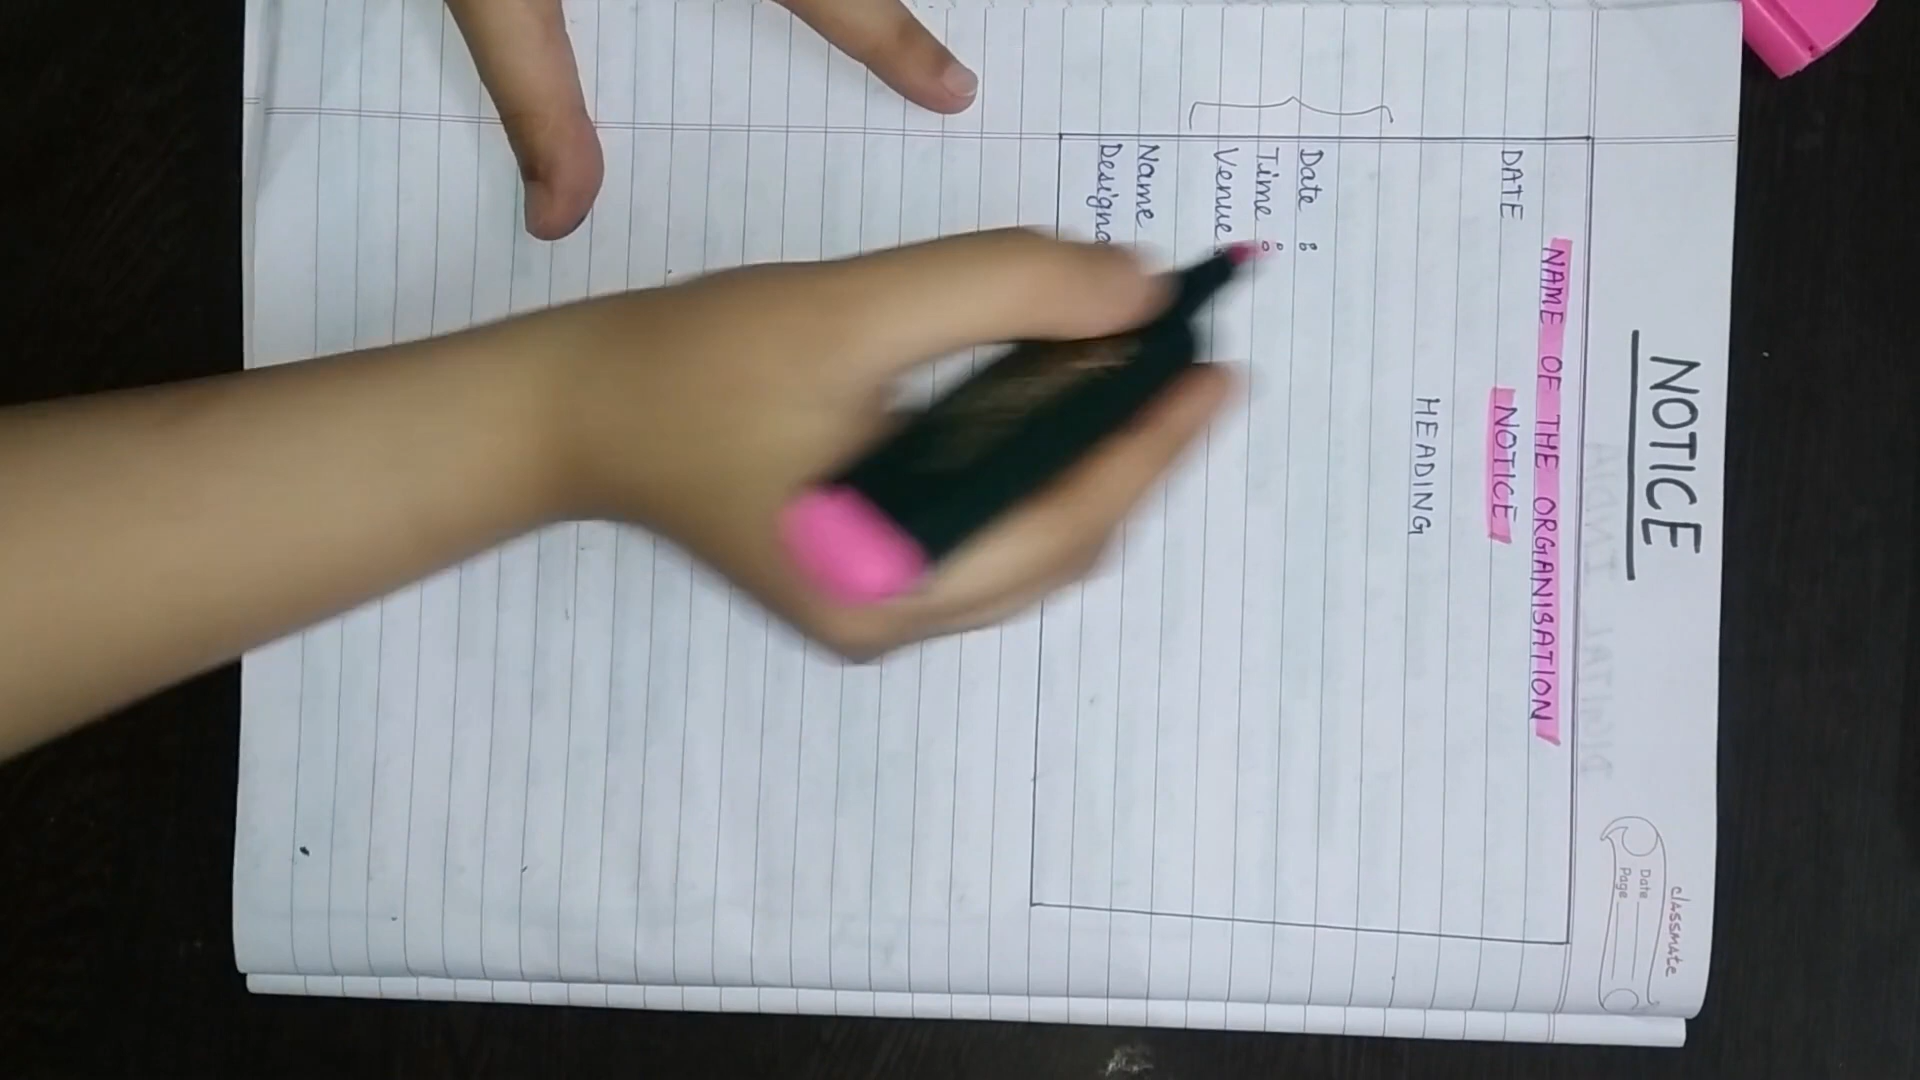 classmate
Date
Page
NOTICE
NAME OF THE ORGANISATION
NOTICE
DATE
HEADING
Date :
Time :
Venue
Name